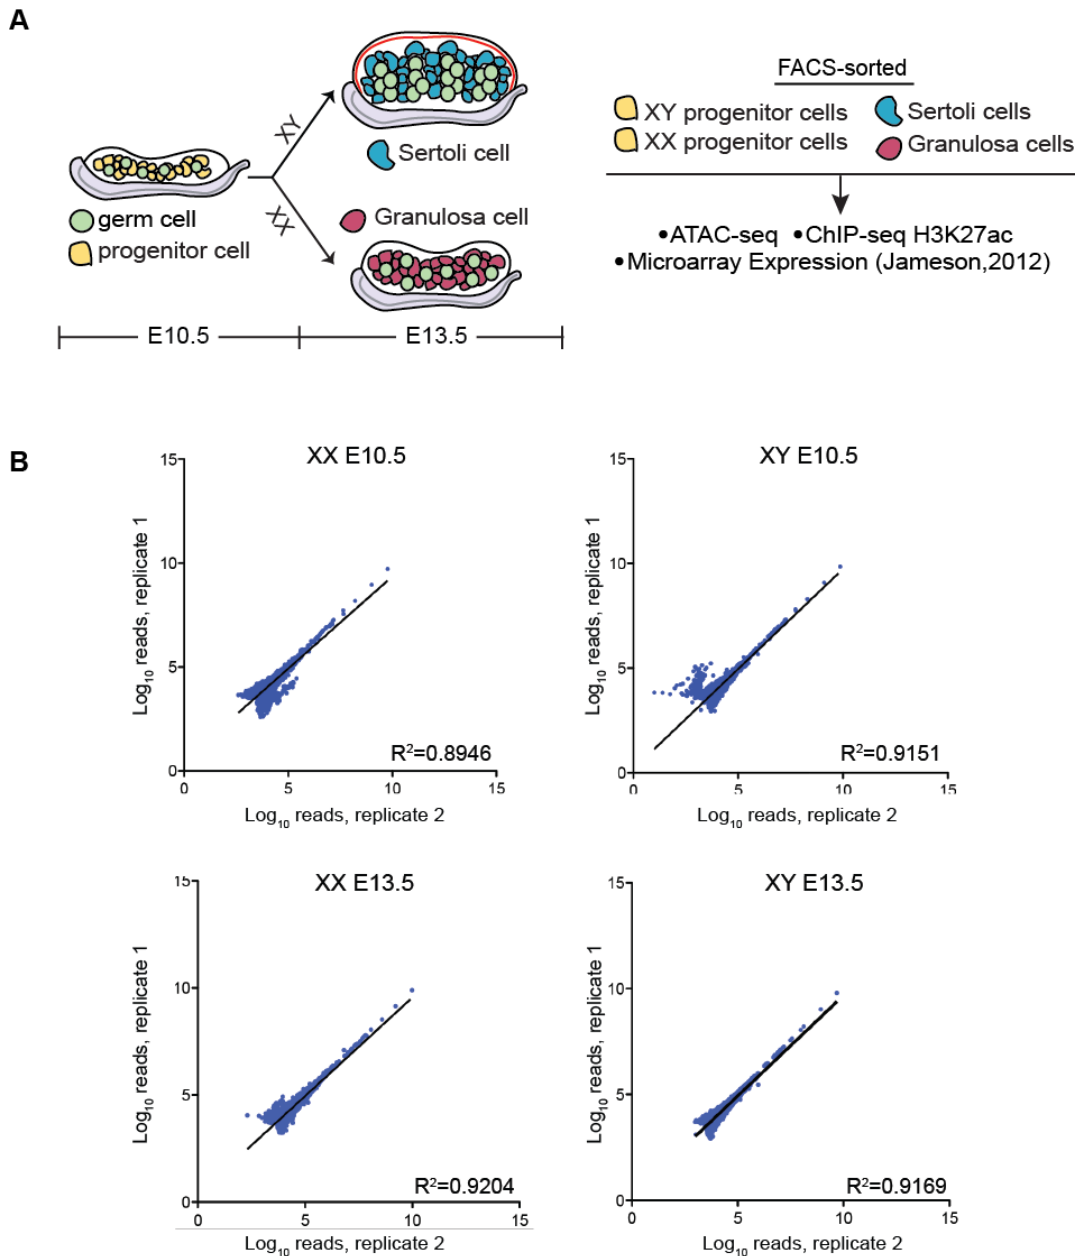 A
XY
XX
Sertoli cell
germ cell
progenitor cell
Granulosa cell
E10.5
E13.5
FACS-sorted
XY progenitor cells
XX progenitor cells
Sertoli cells
Granulosa cells
•ATAC-seq •ChIP-seq H3K27ac
•Microarray Expression (Jameson,2012)
B
XX E10.5
Log10 reads, replicate 1
15
10
5
0
R²=0.8946
0 5 10 15
Log10 reads, replicate 2
XY E10.5
Log10 reads, replicate 1
15
10
5
0
R²=0.9151
0 5 10 15
Log10 reads, replicate 2
XX E13.5
Log10 reads, replicate 1
15
10
5
0
R²=0.9204
0 5 10 15
Log10 reads, replicate 2
XY E13.5
Log10 reads, replicate 1
15
10
5
0
R²=0.9169
0 5 10 15
Log10 reads, replicate 2